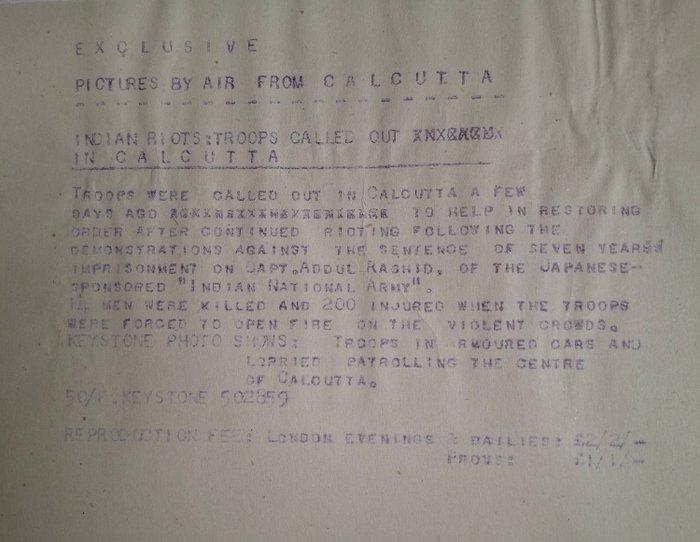 EXCLUSIVE
PICTURES BY AIR FROM CALCUTTA
INDIAN RIOTS:TROOPS CALLED OUT
IN CALCUTTA
TROOPS WERE CALLED OUT IN CALCUTTA A FEW
DAYS AGO TO HELP IN RESTORING
ORDER AFTER CONTINUED RIOTING FOLLOWING THE
DEMONSTRATIONS AGAINST THE SENTENCE OF SEVEN YEARS
IMPRISONMENT ON CAPT.ABDUL RASHID, OF THE JAPANESE-
SPONSORED "INDIAN NATIONAL ARMY".
14 MEN WERE KILLED AND 200 INJURED WHEN THE TROOPS
WERE FORCED TO OPEN FIRE ON THE VIOLENT CROWDS.
KEYSTONE PHOTO SHOWS: TROOPS IN ARMOURED CARS AND
LORRIED PATROLLING THE CENTRE
OF CALCUTTA.
KEYSTONE 502859
REPRODUCTION FEE: LONDON EVENINGS & DAILIES: £2/2/-
PROVS: £1/1/-